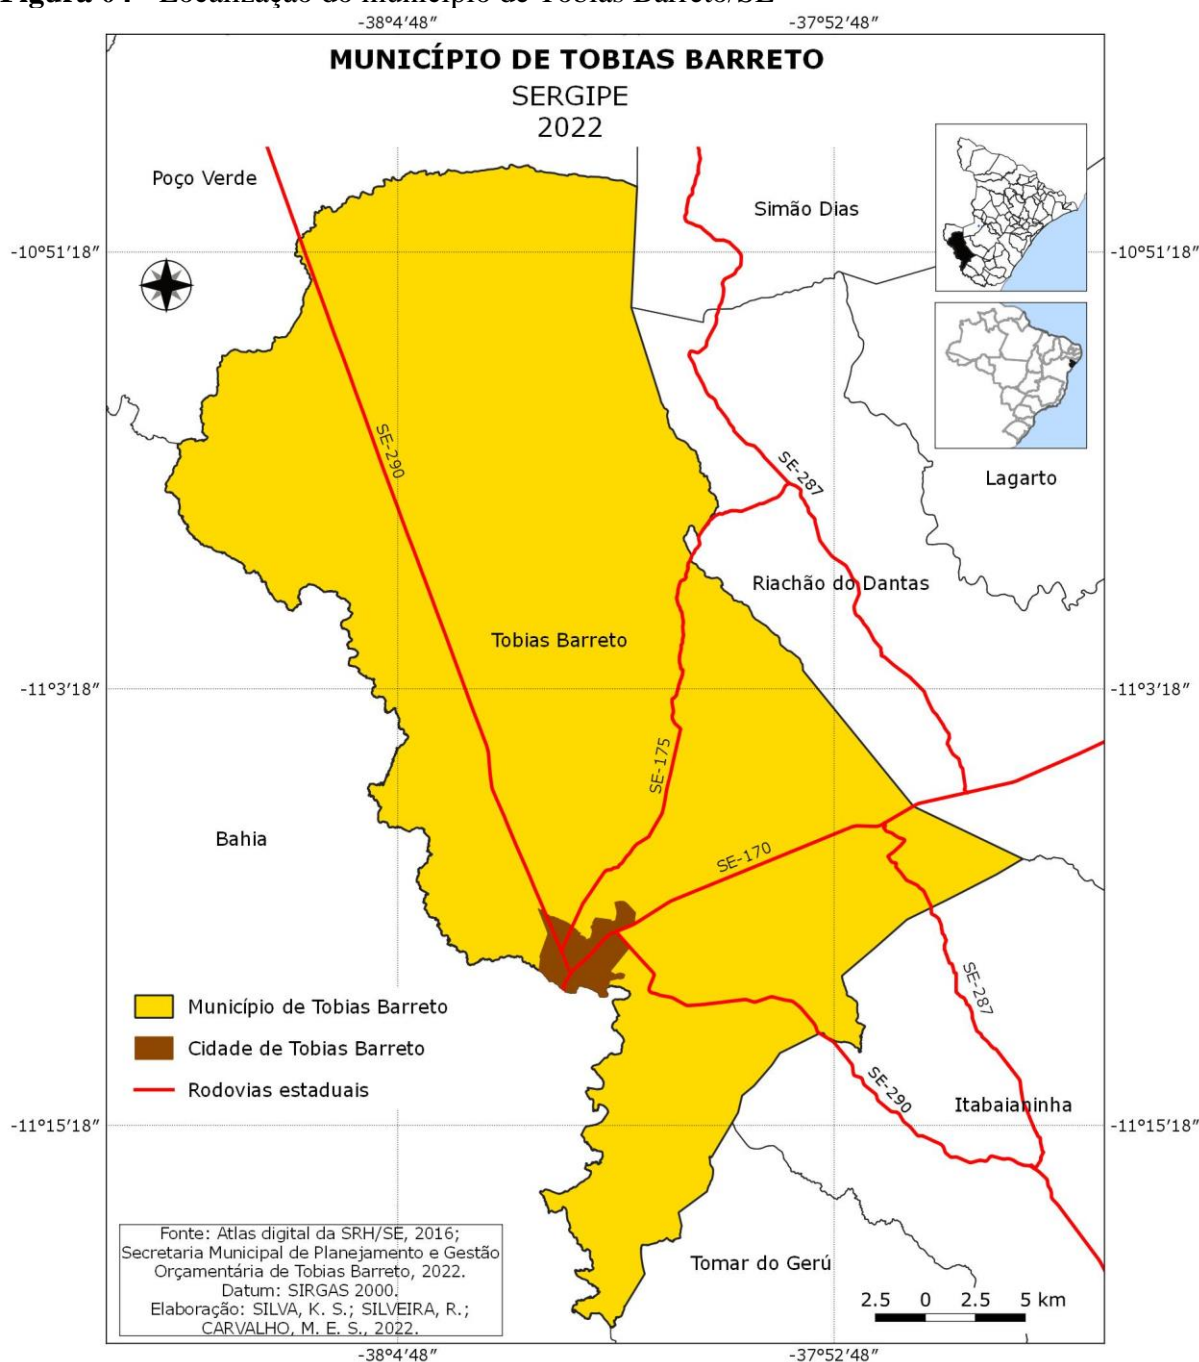 Figura 04 - Localização do município de Tobias Barreto/SE
-38°4′48″
-37°52′48″
MUNICÍPIO DE TOBIAS BARRETO
SERGIPE
2022
Poço Verde
Simão Dias
-10°51′18″
-10°51′18″
SE-290
SE-287
Lagarto
Riachão do Dantas
Tobias Barreto
-11°3′18″
-11°3′18″
SE-175
Bahia
SE-170
SE-287
Município de Tobias Barreto
Cidade de Tobias Barreto
Rodovias estaduais
SE-290
Itabaianinha
-11°15′18″
-11°15′18″
Fonte: Atlas digital da SRH/SE, 2016;
Secretaria Municipal de Planejamento e Gestão
Orçamentária de Tobias Barreto, 2022.
Datum: SIRGAS 2000.
Elaboração: SILVA, K. S.; SILVEIRA, R.;
CARVALHO, M. E. S., 2022.
Tomar do Gerú
2.5 0 2.5 5 km
-38°4′48″
-37°52′48″